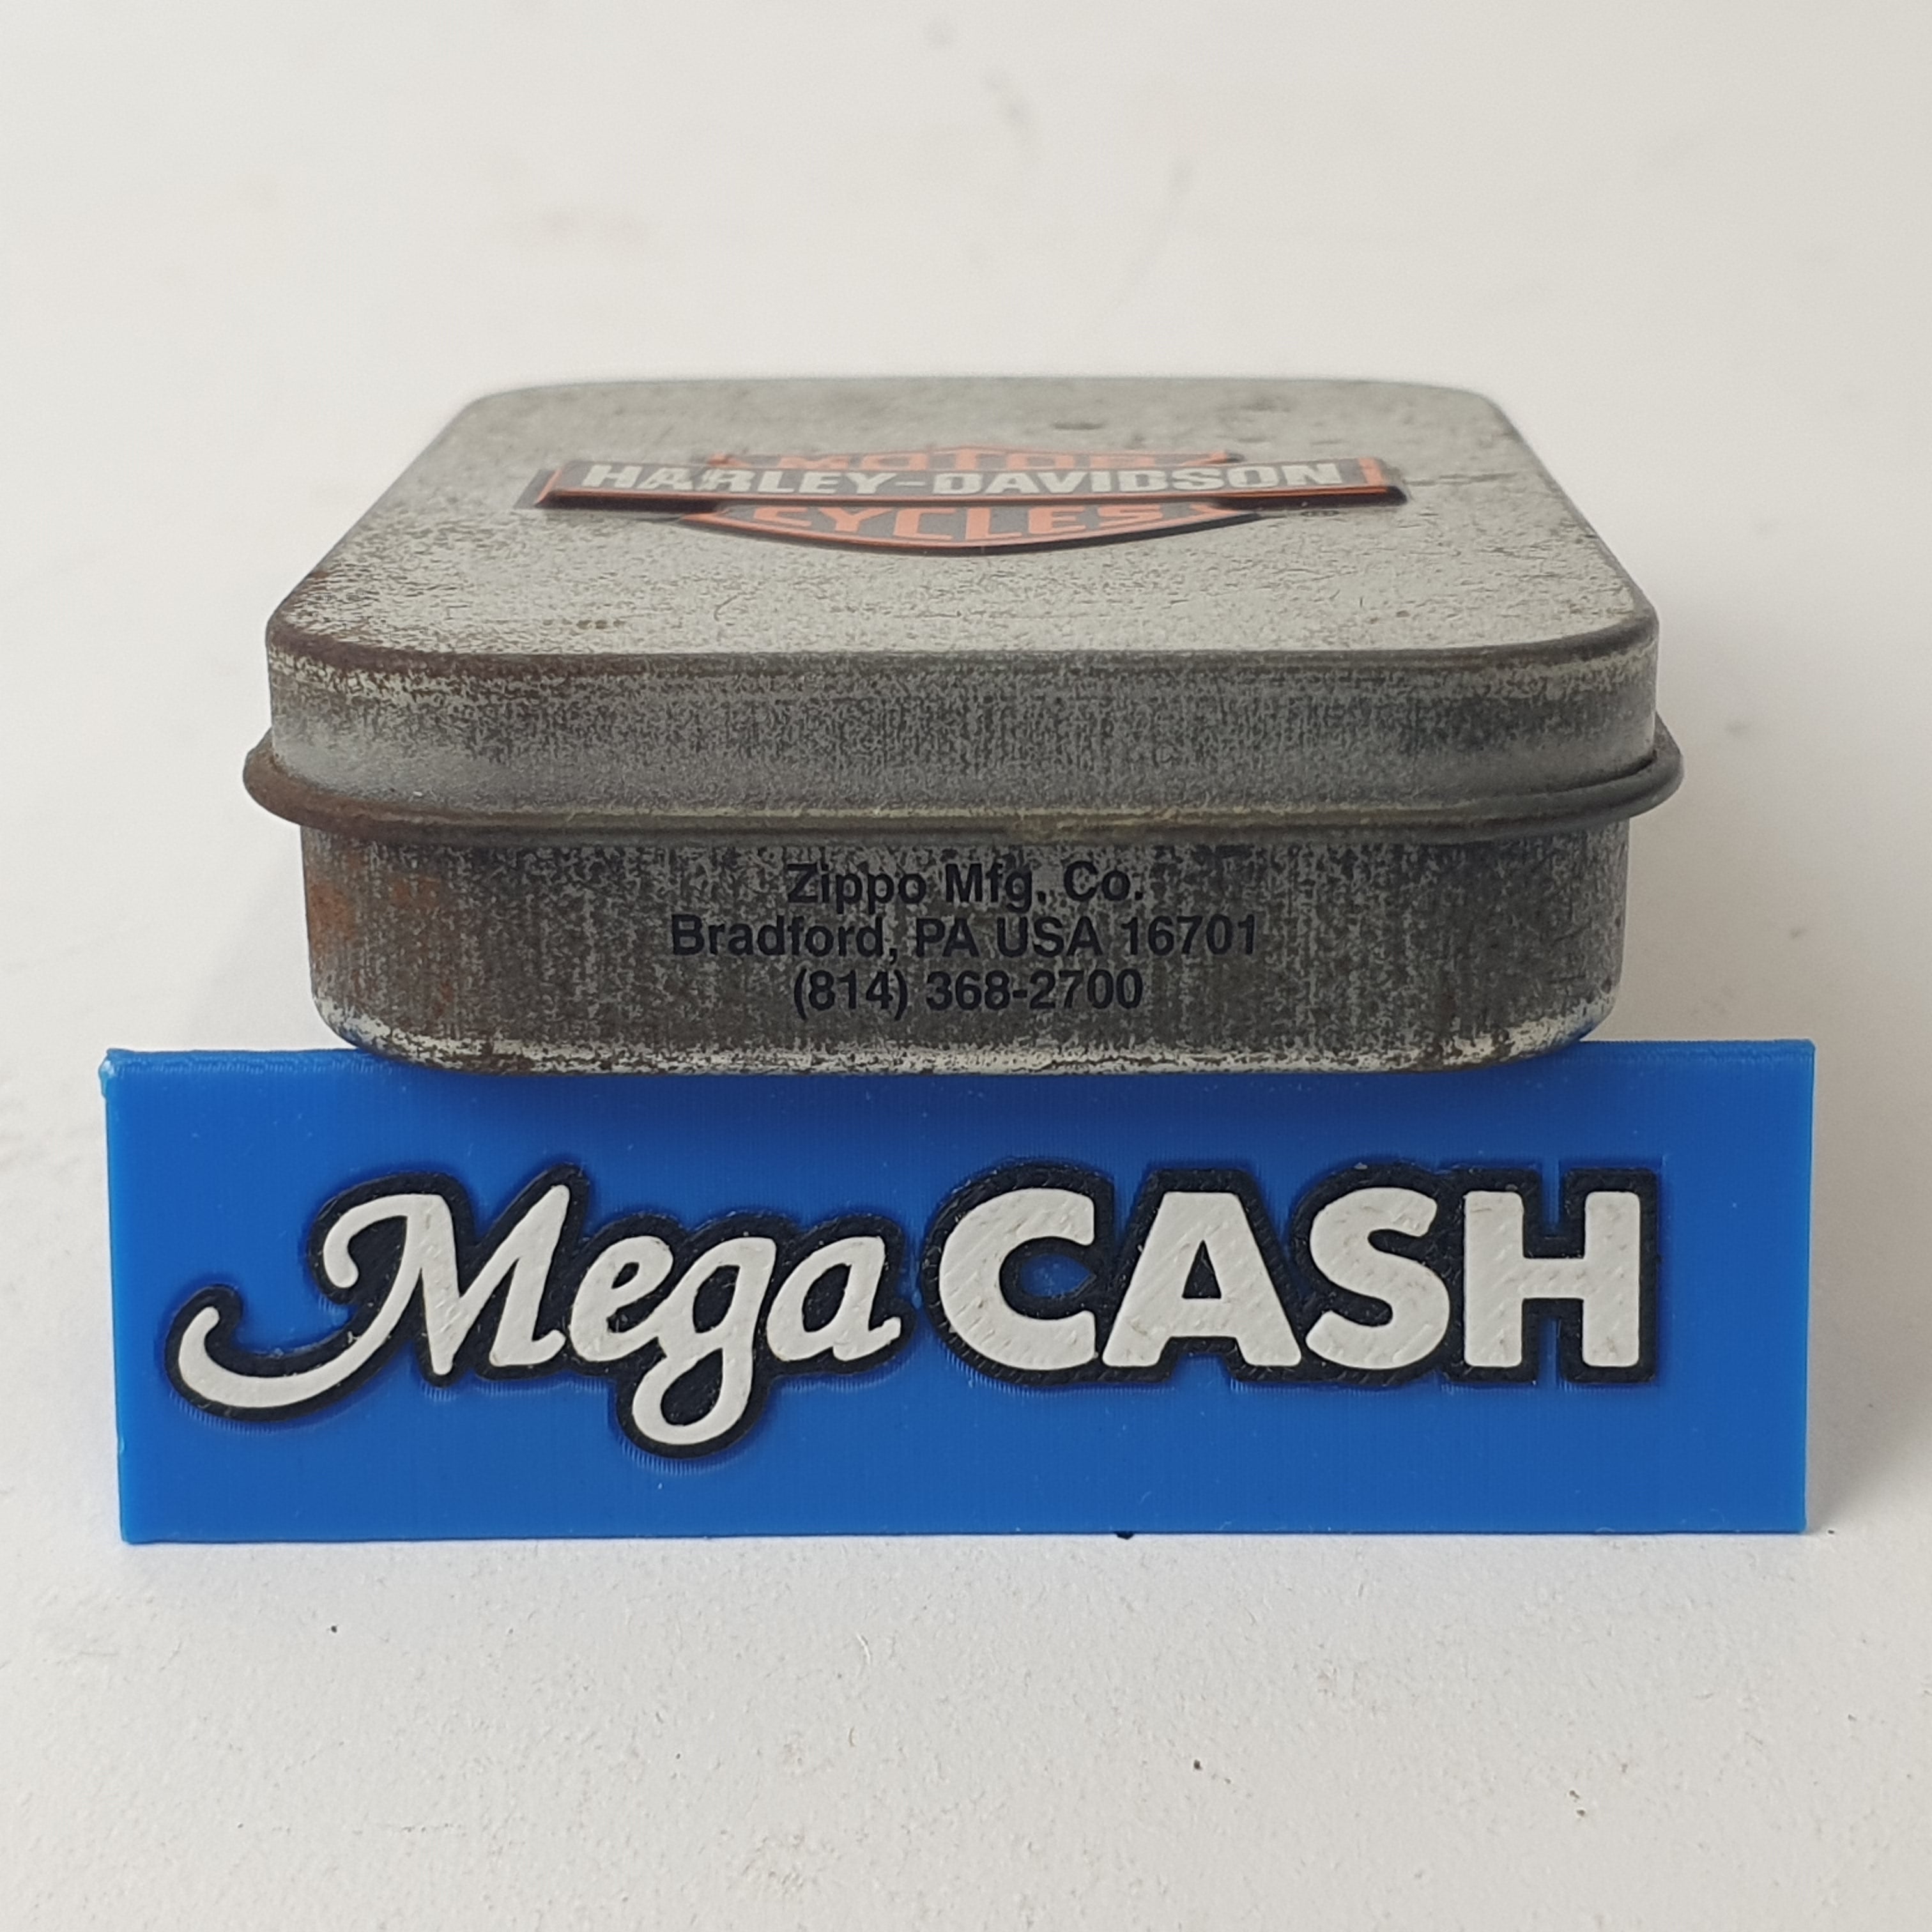 MOTOR
HARLEY-DAVIDSON
CYCLES
®
Zippo Mfg. Co.
Bradford, PA USA 16701
(814) 368-2700
Mega CASH